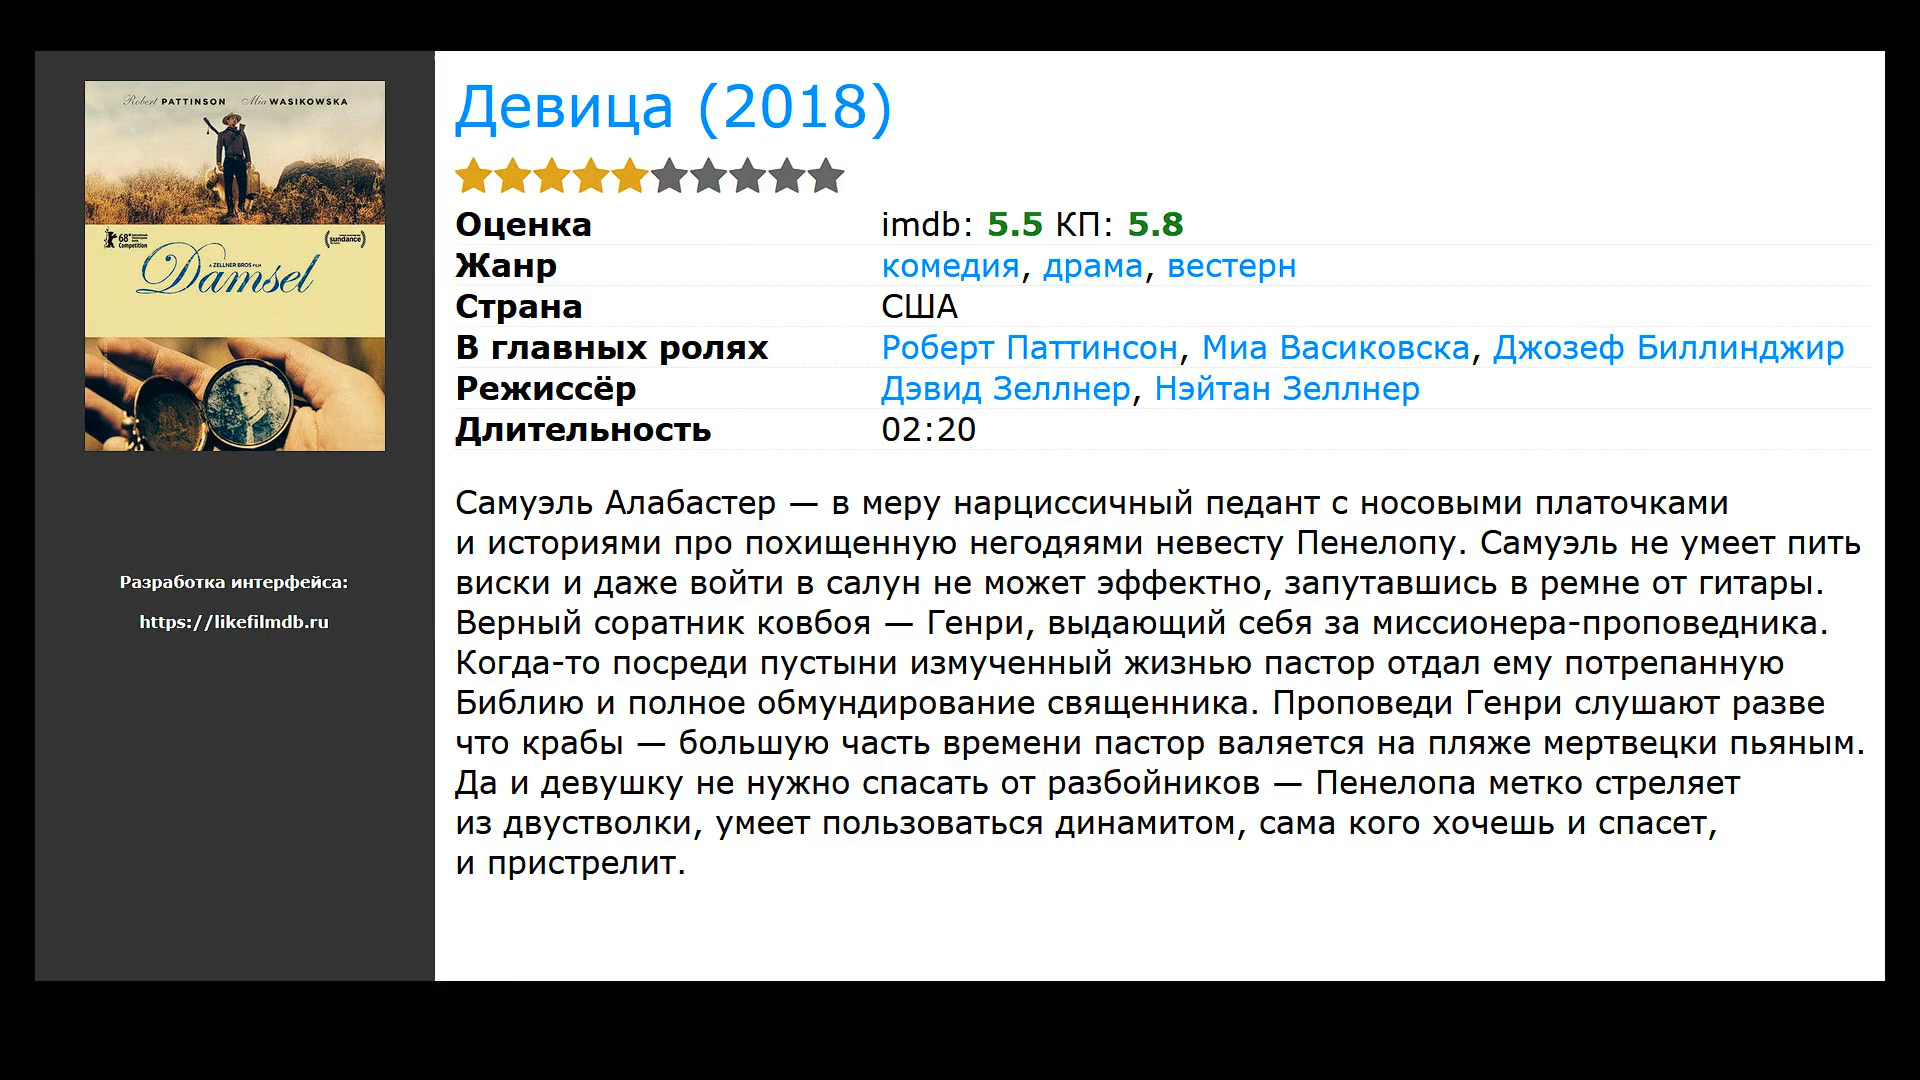 Robert PATTINSON Mia WASIKOWSKA
68
Competition
sundance
A ZELLNER BROS FILM
Damsel
Разработка интерфейса:
https://likefilmdb.ru
Девица (2018)
Оценка imdb: 5.5 КП: 5.8
Жанр комедия, драма, вестерн
Страна США
В главных ролях Роберт Паттинсон, Миа Васиковска, Джозеф Биллинджир
Режиссёр Дэвид Зеллнер, Нэйтан Зеллнер
Длительность 02:20
Самуэль Алабастер — в меру нарциссичный педант с носовыми платочками
и историями про похищенную негодяями невесту Пенелопу. Самуэль не умеет пить
виски и даже войти в салун не может эффектно, запутавшись в ремне от гитары.
Верный соратник ковбоя — Генри, выдающий себя за миссионера-проповедника.
Когда-то посреди пустыни измученный жизнью пастор отдал ему потрепанную
Библию и полное обмундирование священника. Проповеди Генри слушают разве
что крабы — большую часть времени пастор валяется на пляже мертвецки пьяным.
Да и девушку не нужно спасать от разбойников — Пенелопа метко стреляет
из двустволки, умеет пользоваться динамитом, сама кого хочешь и спасет,
и пристрелит.